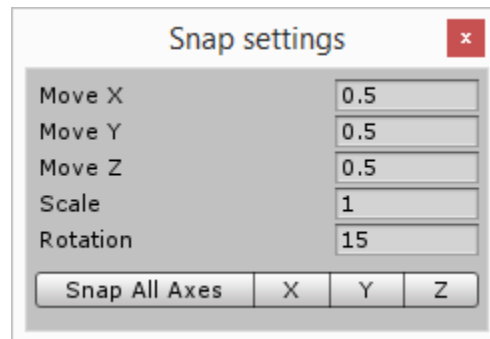 Snap settings
x
Move X 0.5
Move Y 0.5
Move Z 0.5
Scale 1
Rotation 15
Snap All Axes X Y Z